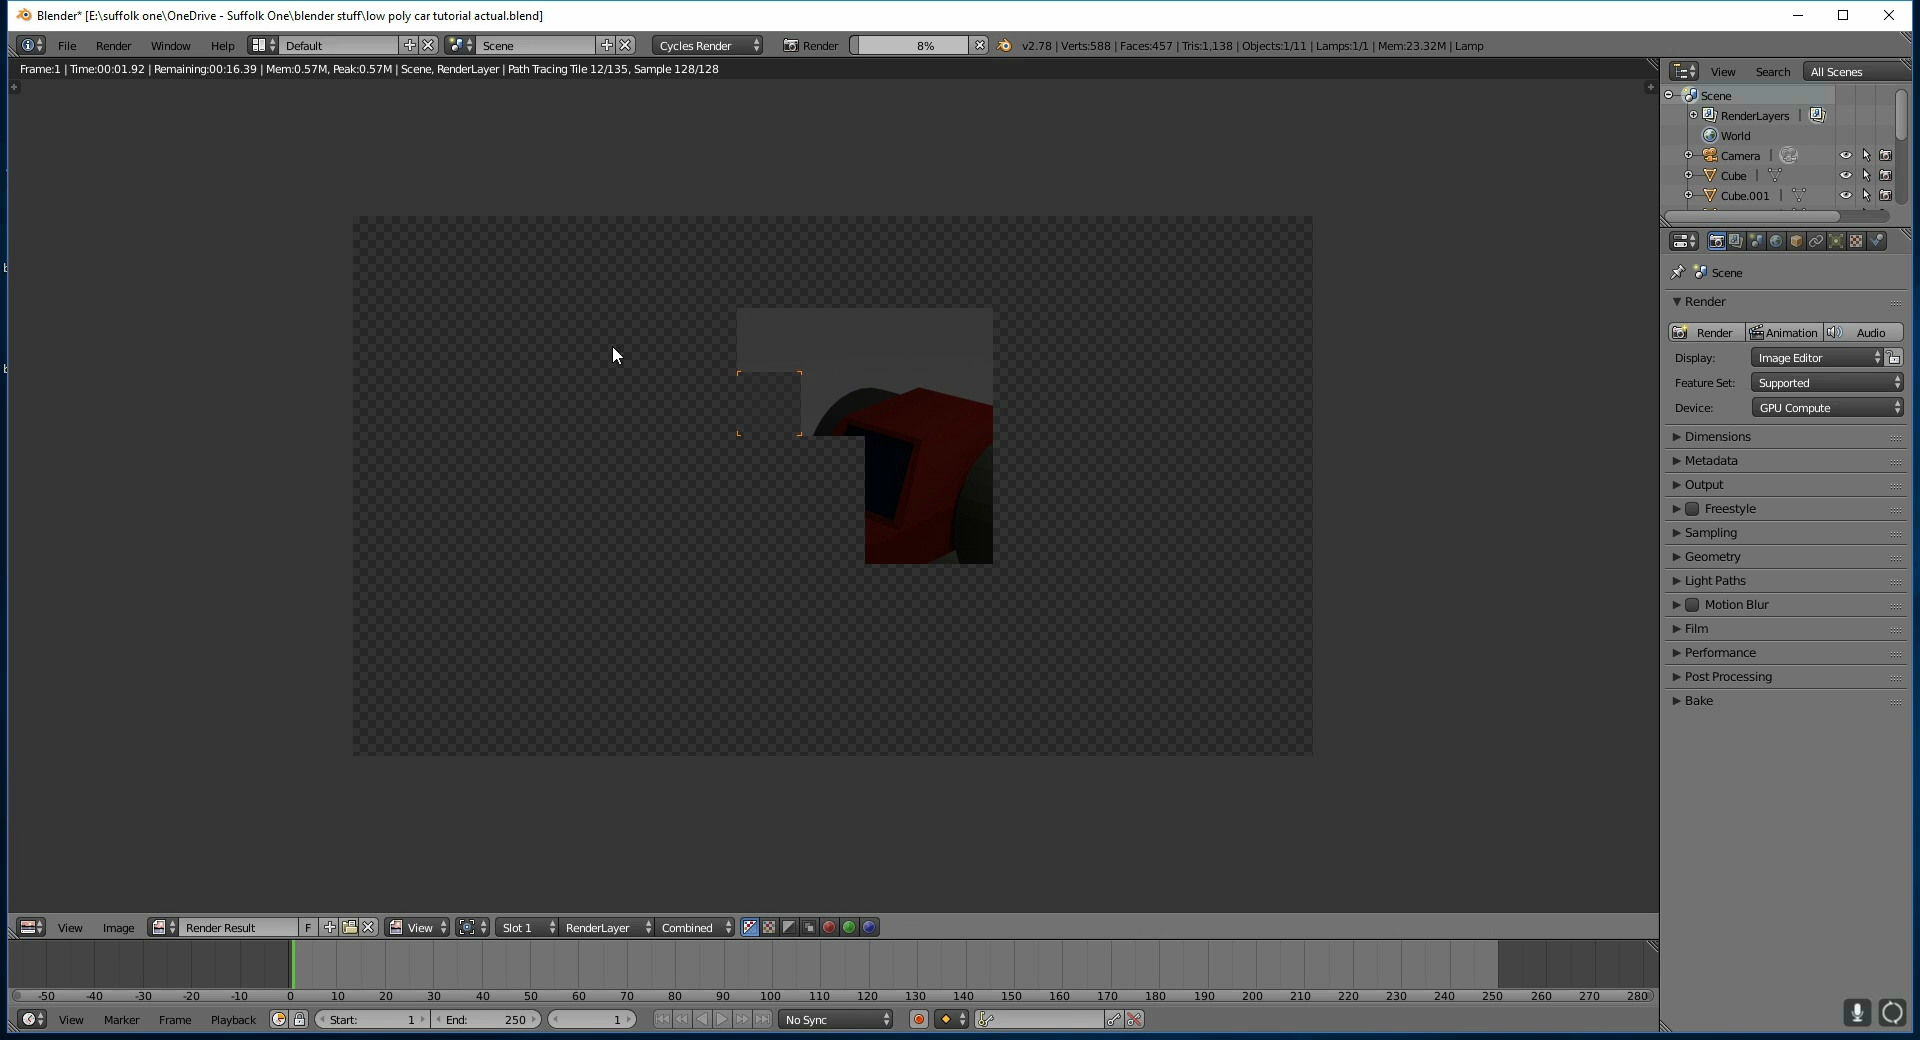 Blender* [E:\suffolk one\OneDrive - Suffolk One\blender stuff\low poly car tutorial actual.blend]
File Render Window Help Default Scene Cycles Render Render 8% v2.78 | Verts:588 | Faces:457 | Tris:1,138 | Objects:1/11 | Lamps:1/1 | Mem:23.32M | Lamp
Frame:1 | Time:00:01.92 | Remaining:00:16.39 | Mem:0.57M, Peak:0.57M | Scene, RenderLayer | Path Tracing Tile 12/135, Sample 128/128
View Search All Scenes
Scene
RenderLayers |
World
Camera |
Cube |
Cube.001 |
Scene
Render
Render Animation Audio
Display: Image Editor
Feature Set: Supported
Device: GPU Compute
Dimensions
Metadata
Output
Freestyle
Sampling
Geometry
Light Paths
Motion Blur
Film
Performance
Post Processing
Bake
View Image Render Result F View Slot 1 RenderLayer Combined
-50 -40 -30 -20 -10 0 10 20 30 40 50 60 70 80 90 100 110 120 130 140 150 160 170 180 190 200 210 220 230 240 250 260 270 280
View Marker Frame Playback Start: 1 End: 250 1 No Sync